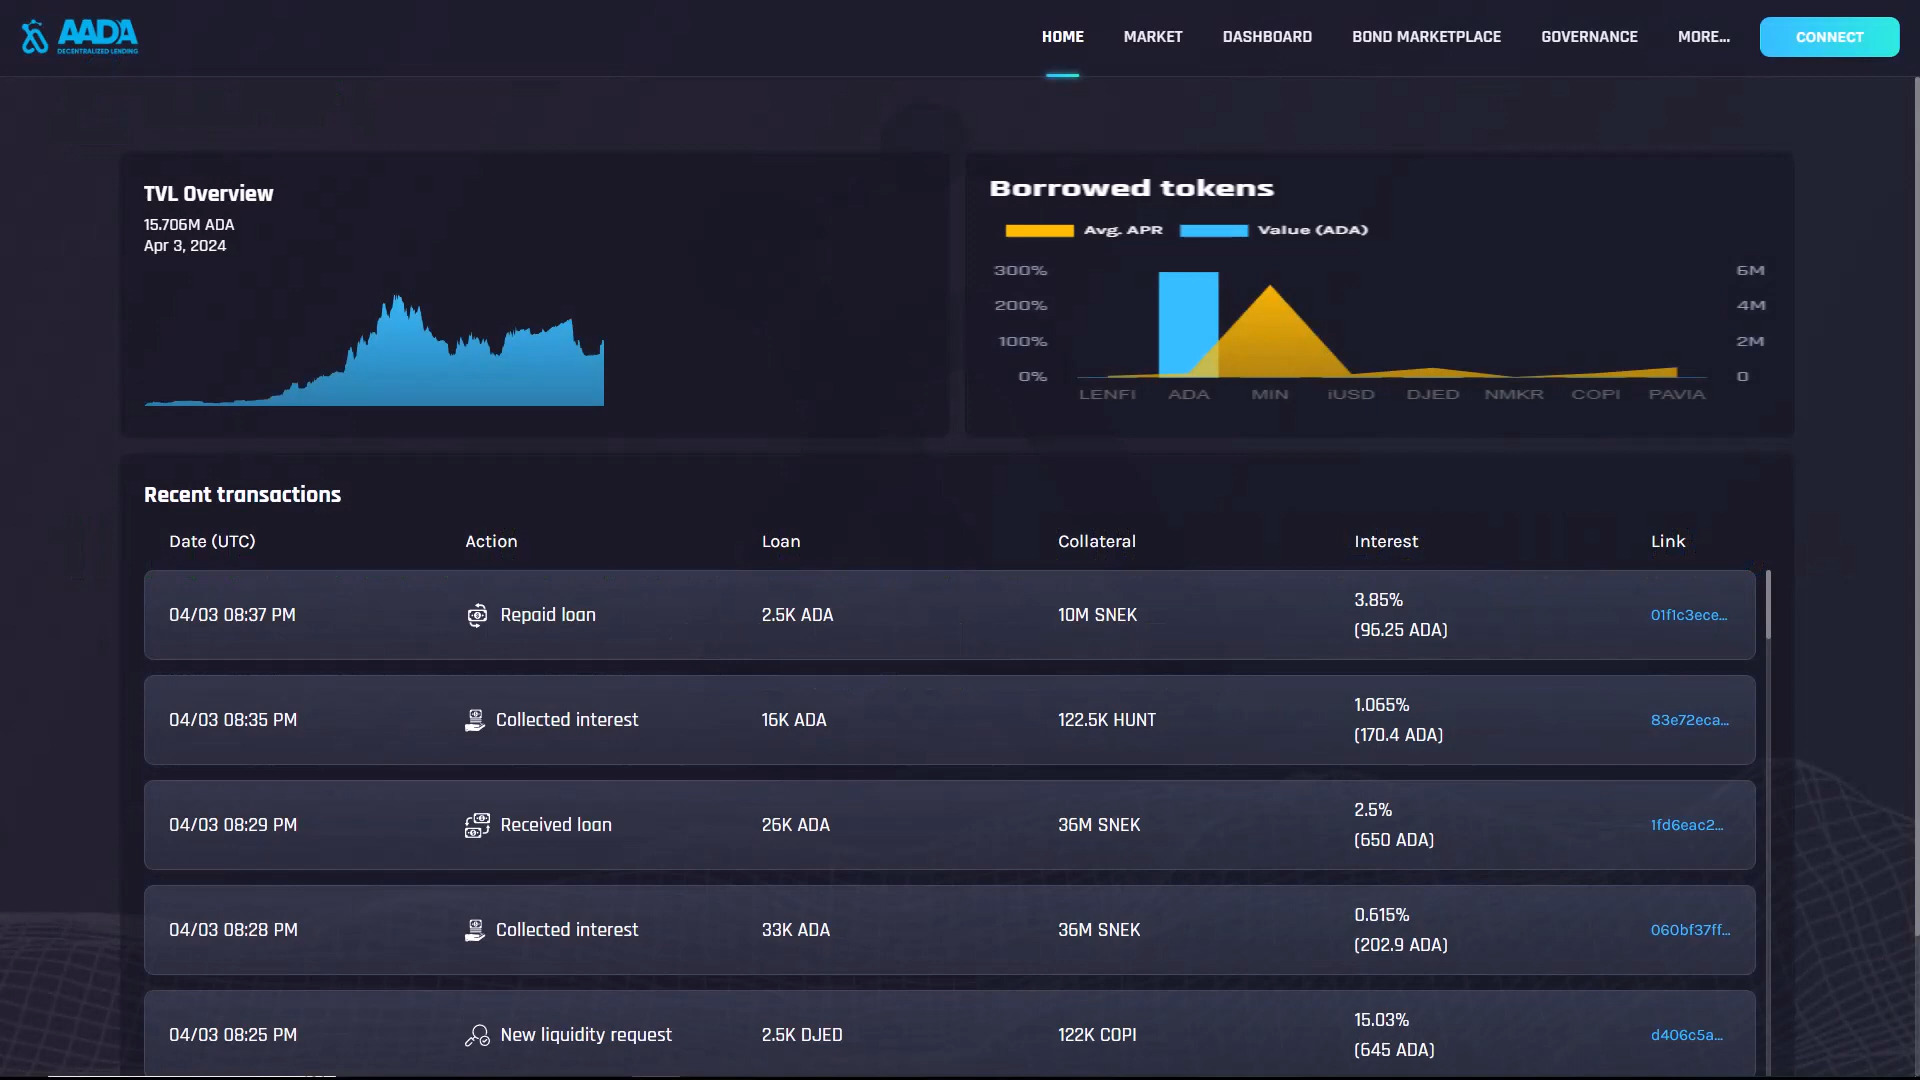 AADA
DECENTRALIZED LENDING
HOME MARKET DASHBOARD BOND MARKETPLACE GOVERNANCE MORE... CONNECT
TVL Overview
15.706M ADA
Apr 3, 2024
Borrowed tokens
Avg. APR Value (ADA)
300% 6M
200% 4M
100% 2M
0% 0
LENFI ADA MIN iUSD DJED NMKR COPI PAVIA
Recent transactions
Date (UTC) Action Loan Collateral Interest Link
04/03 08:37 PM Repaid loan 2.5K ADA 10M SNEK 3.85% (96.25 ADA) 01f1c3ece...
04/03 08:35 PM Collected interest 16K ADA 122.5K HUNT 1.065% (170.4 ADA) 83e72eca...
04/03 08:29 PM Received loan 26K ADA 36M SNEK 2.5% (650 ADA) 1fd6eac2...
04/03 08:28 PM Collected interest 33K ADA 36M SNEK 0.615% (202.9 ADA) 060bf37ff...
04/03 08:25 PM New liquidity request 2.5K DJED 122K COPI 15.03% (645 ADA) d406c5a...